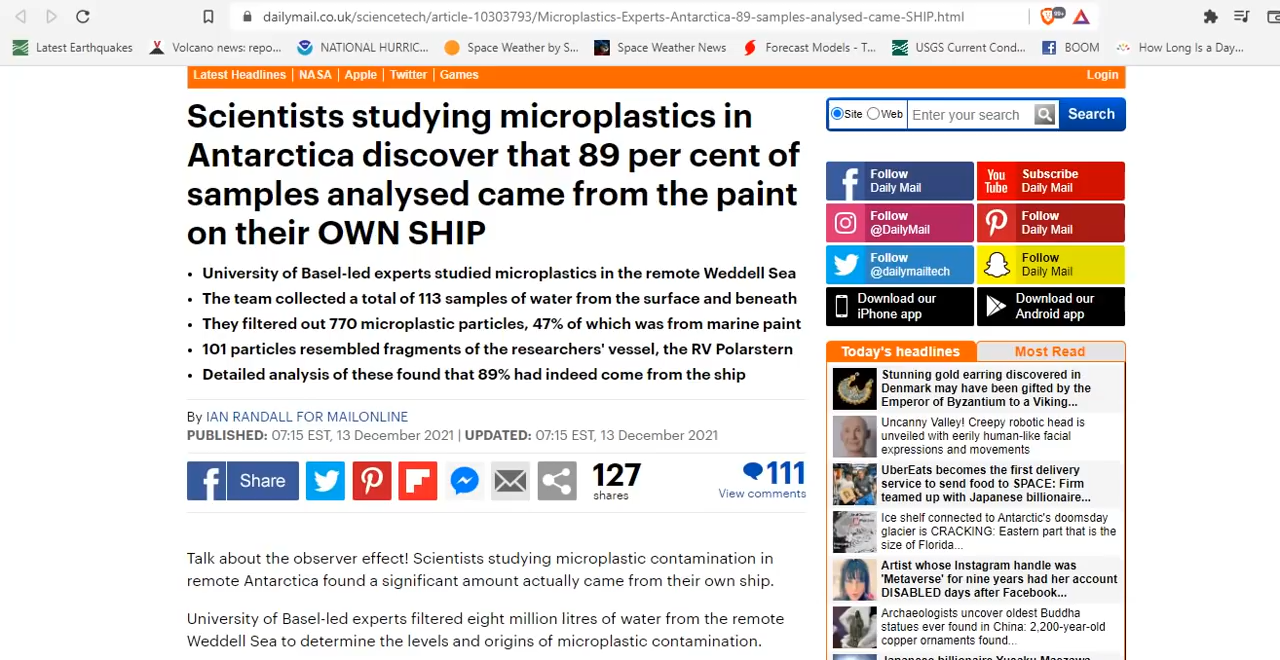 dailymail.co.uk/sciencetech/article-10303793/Microplastics-Experts-Antarctica-89-samples-analysed-came-SHIP.html
99+
Latest Earthquakes
Volcano news: repo...
NATIONAL HURRIC...
Space Weather by S...
Space Weather News
Forecast Models - T...
USGS Current Cond...
BOOM
How Long Is a Day...
Latest Headlines | NASA | Apple | Twitter | Games
Login
Scientists studying microplastics in
Antarctica discover that 89 per cent of
samples analysed came from the paint
on their OWN SHIP
• University of Basel-led experts studied microplastics in the remote Weddell Sea
• The team collected a total of 113 samples of water from the surface and beneath
• They filtered out 770 microplastic particles, 47% of which was from marine paint
• 101 particles resembled fragments of the researchers' vessel, the RV Polarstern
• Detailed analysis of these found that 89% had indeed come from the ship
By IAN RANDALL FOR MAILONLINE
PUBLISHED: 07:15 EST, 13 December 2021 | UPDATED: 07:15 EST, 13 December 2021
Share
127
shares
111
View comments
Talk about the observer effect! Scientists studying microplastic contamination in
remote Antarctica found a significant amount actually came from their own ship.
University of Basel-led experts filtered eight million litres of water from the remote
Weddell Sea to determine the levels and origins of microplastic contamination.
Site Web Enter your search Search
Follow
Daily Mail
You
Tube
Subscribe
Daily Mail
Follow
@DailyMail
Follow
Daily Mail
Follow
@dailymailtech
Follow
Daily Mail
Download our
iPhone app
Download our
Android app
Today's headlines
Most Read
Stunning gold earring discovered in
Denmark may have been gifted by the
Emperor of Byzantium to a Viking...
Uncanny Valley! Creepy robotic head is
unveiled with eerily human-like facial
expressions and movements
UberEats becomes the first delivery
service to send food to SPACE: Firm
teamed up with Japanese billionaire...
Ice shelf connected to Antarctic's doomsday
glacier is CRACKING: Eastern part that is the
size of Florida...
Artist whose Instagram handle was
'Metaverse' for nine years had her account
DISABLED days after Facebook...
Archaeologists uncover oldest Buddha
statues ever found in China: 2,200-year-old
copper ornaments found...
Japanese billionaire Yusaku Maezawa